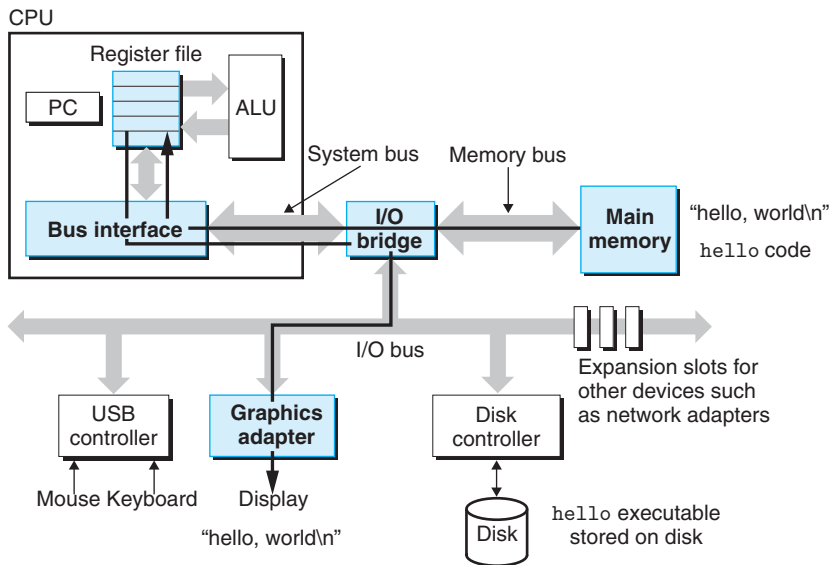 CPU
Register file
PC
ALU
System bus
Memory bus
Bus interface
I/O
bridge
Main
memory
“hello, world\n”
hello code
I/O bus
Expansion slots for
other devices such
as network adapters
USB
controller
Graphics
adapter
Disk
controller
Mouse Keyboard
Display
“hello, world\n”
Disk
hello executable
stored on disk